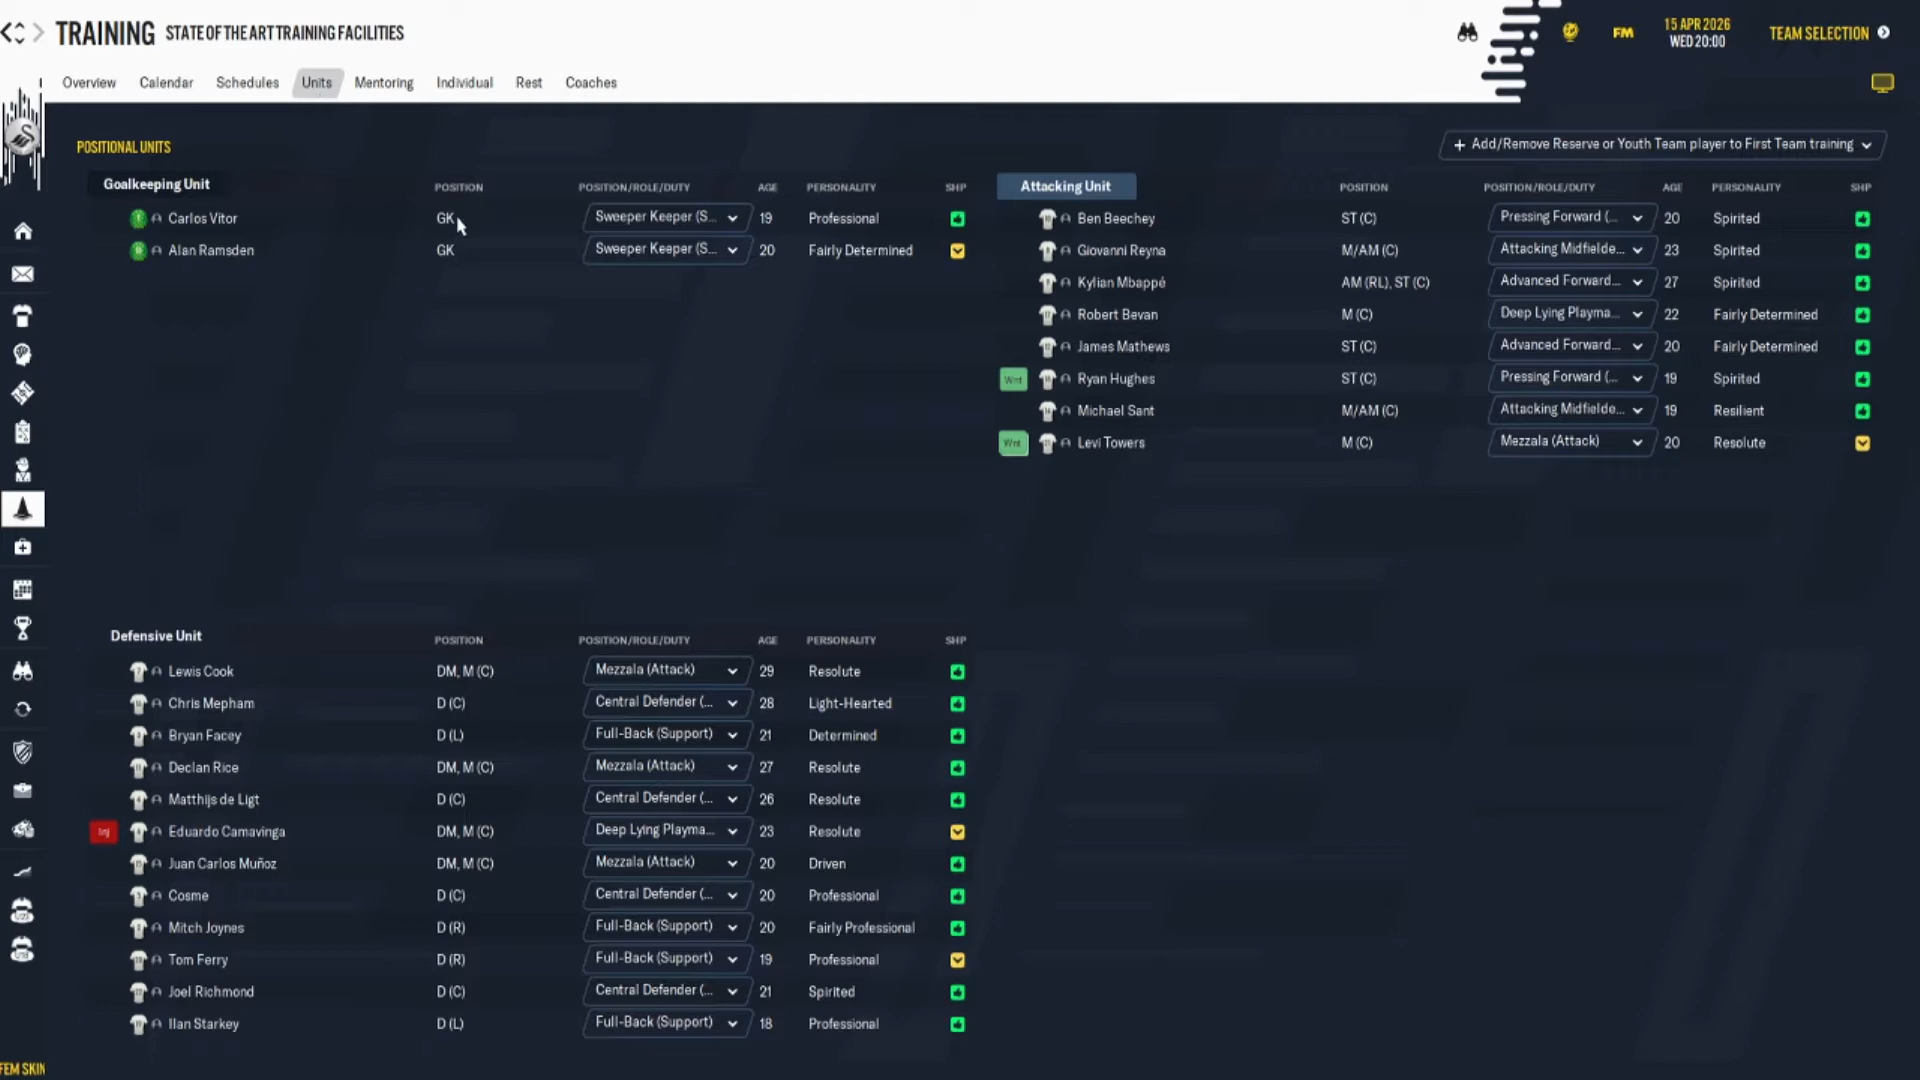 TRAINING STATE OF THE ART TRAINING FACILITIES
FM
15 APR 2026
WED 20:00
TEAM SELECTION
Overview Calendar Schedules Units Mentoring Individual Rest Coaches
POSITIONAL UNITS
+ Add/Remove Reserve or Youth Team player to First Team training
Goalkeeping Unit POSITION POSITION/ROLE/DUTY AGE PERSONALITY SHP
Carlos Vitor GK Sweeper Keeper (S... 19 Professional
Alan Ramsden GK Sweeper Keeper (S... 20 Fairly Determined
Attacking Unit POSITION POSITION/ROLE/DUTY AGE PERSONALITY SHP
Ben Beechey ST (C) Pressing Forward (... 20 Spirited
Giovanni Reyna M/AM (C) Attacking Midfielde... 23 Spirited
Kylian Mbappé AM (RL), ST (C) Advanced Forward... 27 Spirited
Robert Bevan M (C) Deep Lying Playma... 22 Fairly Determined
James Mathews ST (C) Advanced Forward... 20 Fairly Determined
Wnt Ryan Hughes ST (C) Pressing Forward (... 19 Spirited
Michael Sant M/AM (C) Attacking Midfielde... 19 Resilient
Wnt Levi Towers M (C) Mezzala (Attack) 20 Resolute
Defensive Unit POSITION POSITION/ROLE/DUTY AGE PERSONALITY SHP
Lewis Cook DM, M (C) Mezzala (Attack) 29 Resolute
Chris Mepham D (C) Central Defender (... 28 Light-Hearted
Bryan Facey D (L) Full-Back (Support) 21 Determined
Declan Rice DM, M (C) Mezzala (Attack) 27 Resolute
Matthijs de Ligt D (C) Central Defender (... 26 Resolute
Inj Eduardo Camavinga DM, M (C) Deep Lying Playma... 23 Resolute
Juan Carlos Muñoz DM, M (C) Mezzala (Attack) 20 Driven
Cosme D (C) Central Defender (... 20 Professional
Mitch Joynes D (R) Full-Back (Support) 20 Fairly Professional
Tom Ferry D (R) Full-Back (Support) 19 Professional
Joel Richmond D (C) Central Defender (... 21 Spirited
Ilan Starkey D (L) Full-Back (Support) 18 Professional
FEM SKIN